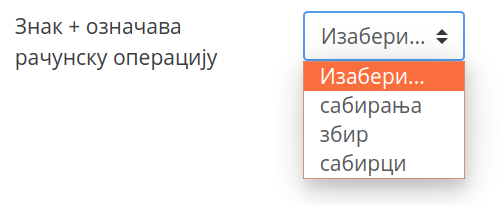 Знак + означава
рачунску операцију
Изабери...
Изабери...
сабирања
збир
сабирци